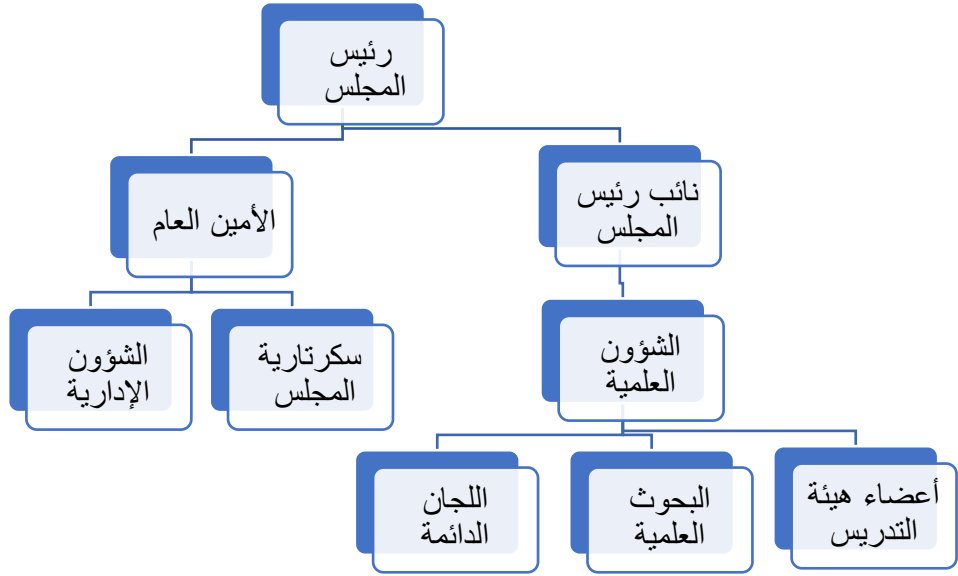 رئيس
المجلس
نائب رئيس
المجلس
الأمين العام
الشؤون
العلمية
سكرتارية
المجلس
الشؤون
الإدارية
أعضاء هيئة
التدريس
البحوث
العلمية
اللجان
الدائمة